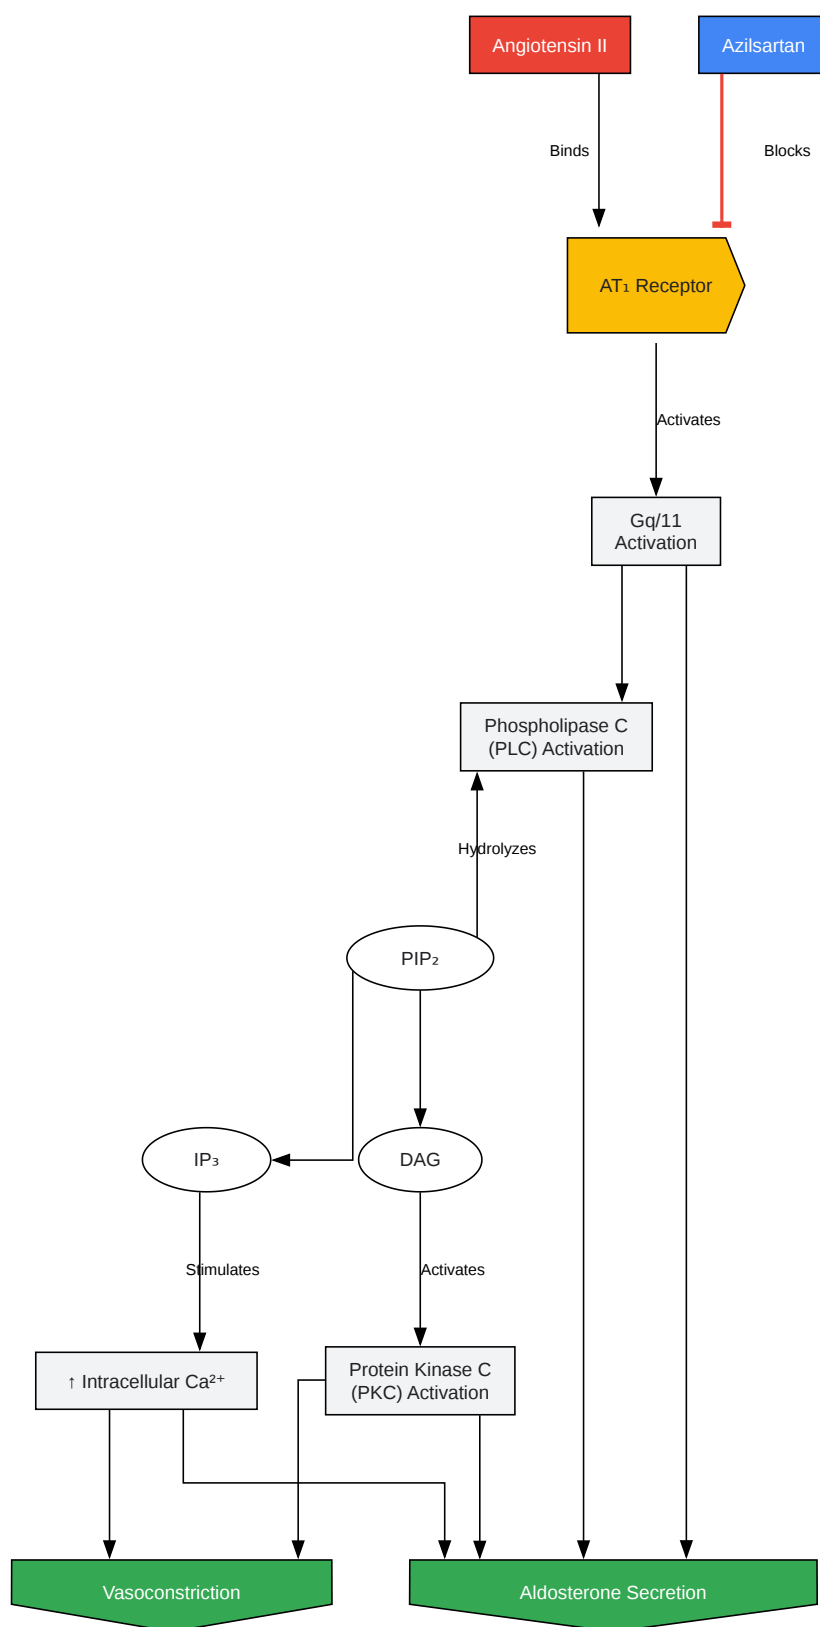 Angiotensin II
Azilsartan
Binds
Blocks
AT₁ Receptor
Activates
Gq/11
Activation
Phospholipase C
(PLC) Activation
Hydrolyzes
PIP₂
IP₃
DAG
Stimulates
Activates
↑ Intracellular Ca²⁺
Protein Kinase C
(PKC) Activation
Vasoconstriction
Aldosterone Secretion